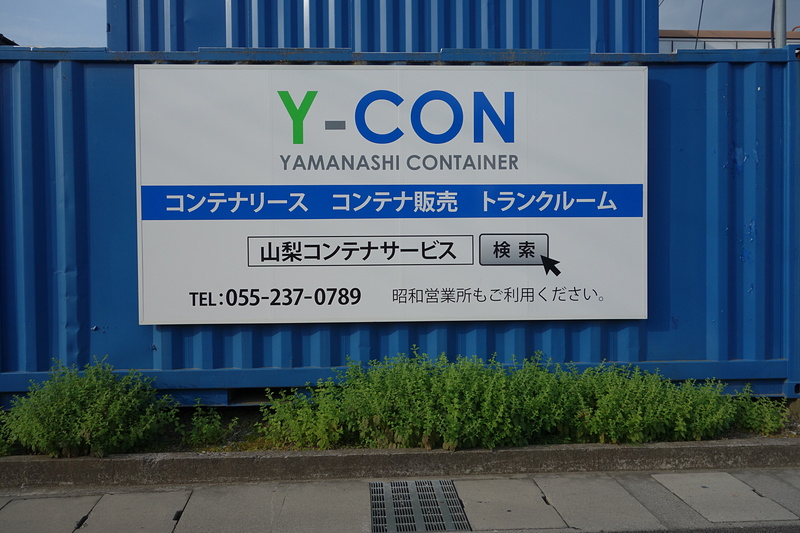 Y-CON
YAMANASHI CONTAINER
コンテナリース コンテナ販売 トランクルーム
山梨コンテナサービス 検索
TEL:055-237-0789 昭和営業所もご利用ください。